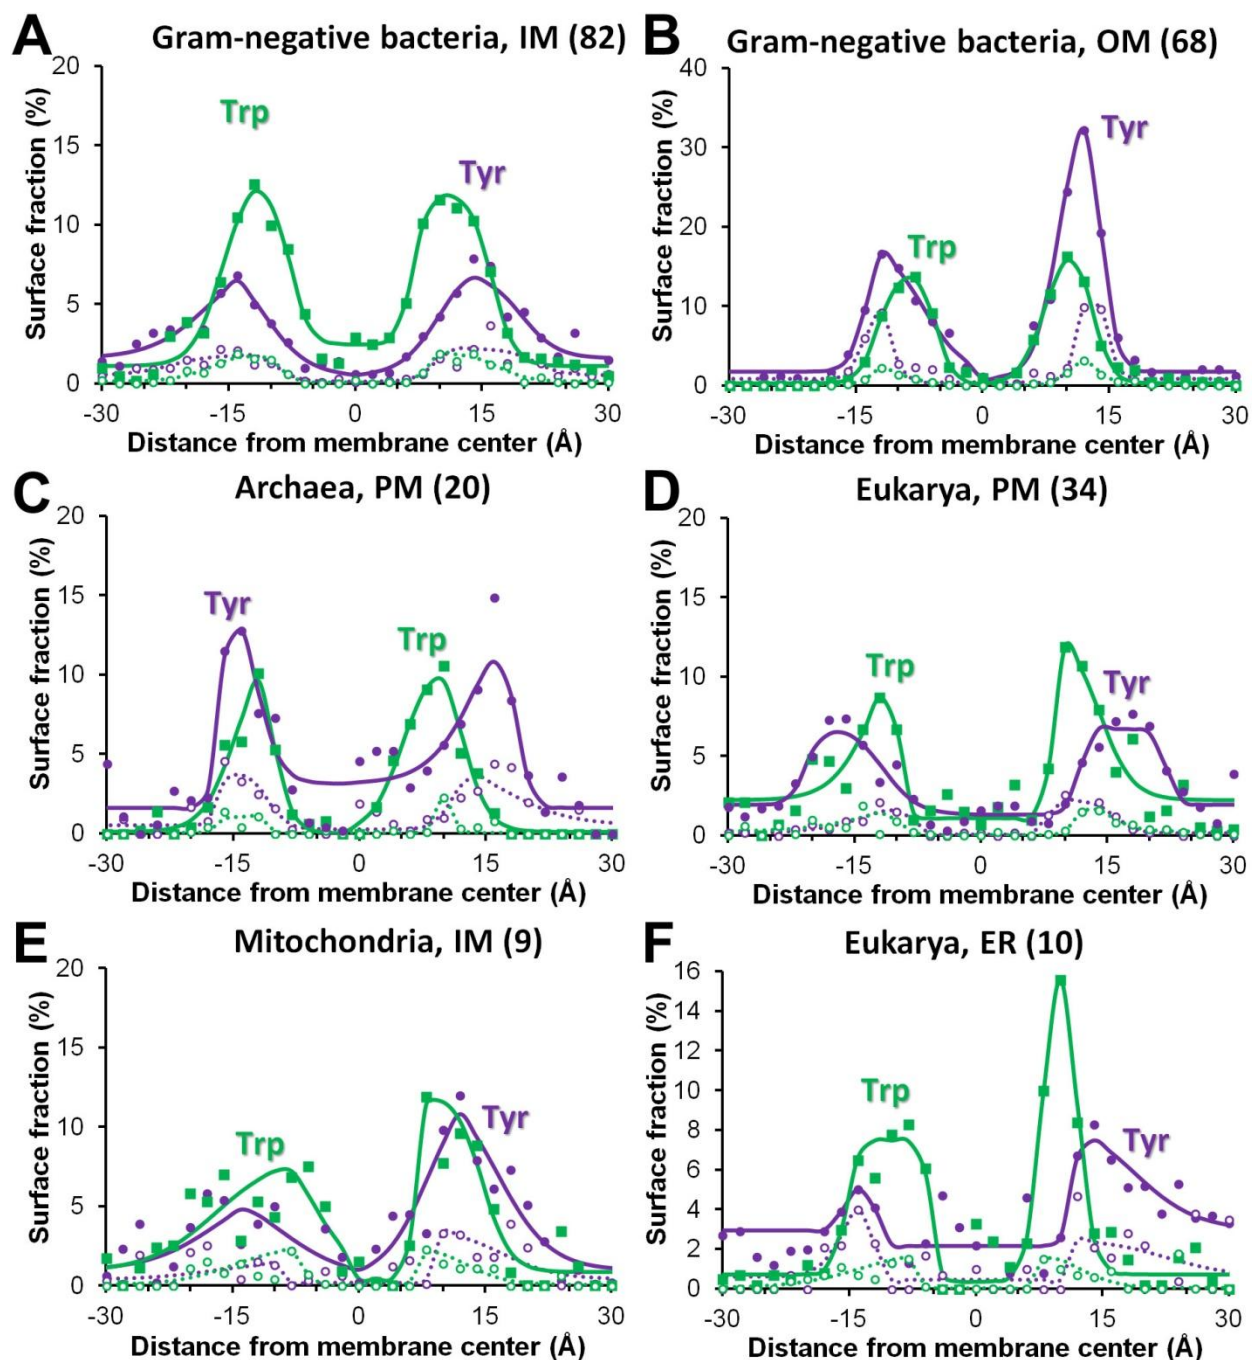 A
Gram-negative bacteria, IM (82)
20
15
10
5
0
Surface fraction (%)
Trp
Tyr
-30
-15
0
15
30
Distance from membrane center (Å)
B
Gram-negative bacteria, OM (68)
40
30
20
10
0
Surface fraction (%)
Trp
Tyr
-30
-15
0
15
30
Distance from membrane center (Å)
C
Archaea, PM (20)
20
15
10
5
0
Surface fraction (%)
Tyr
Trp
-30
-15
0
15
30
Distance from membrane center (Å)
D
Eukarya, PM (34)
20
15
10
5
0
Surface fraction (%)
Trp
Tyr
-30
-15
0
15
30
Distance from membrane center (Å)
E
Mitochondria, IM (9)
20
15
10
5
0
Surface fraction (%)
Trp
Tyr
-30
-15
0
15
30
Distance from membrane center (Å)
F
Eukarya, ER (10)
16
14
12
10
8
6
4
2
0
Surface fraction (%)
Trp
Tyr
-30
-15
0
15
30
Distance from membrane center (Å)